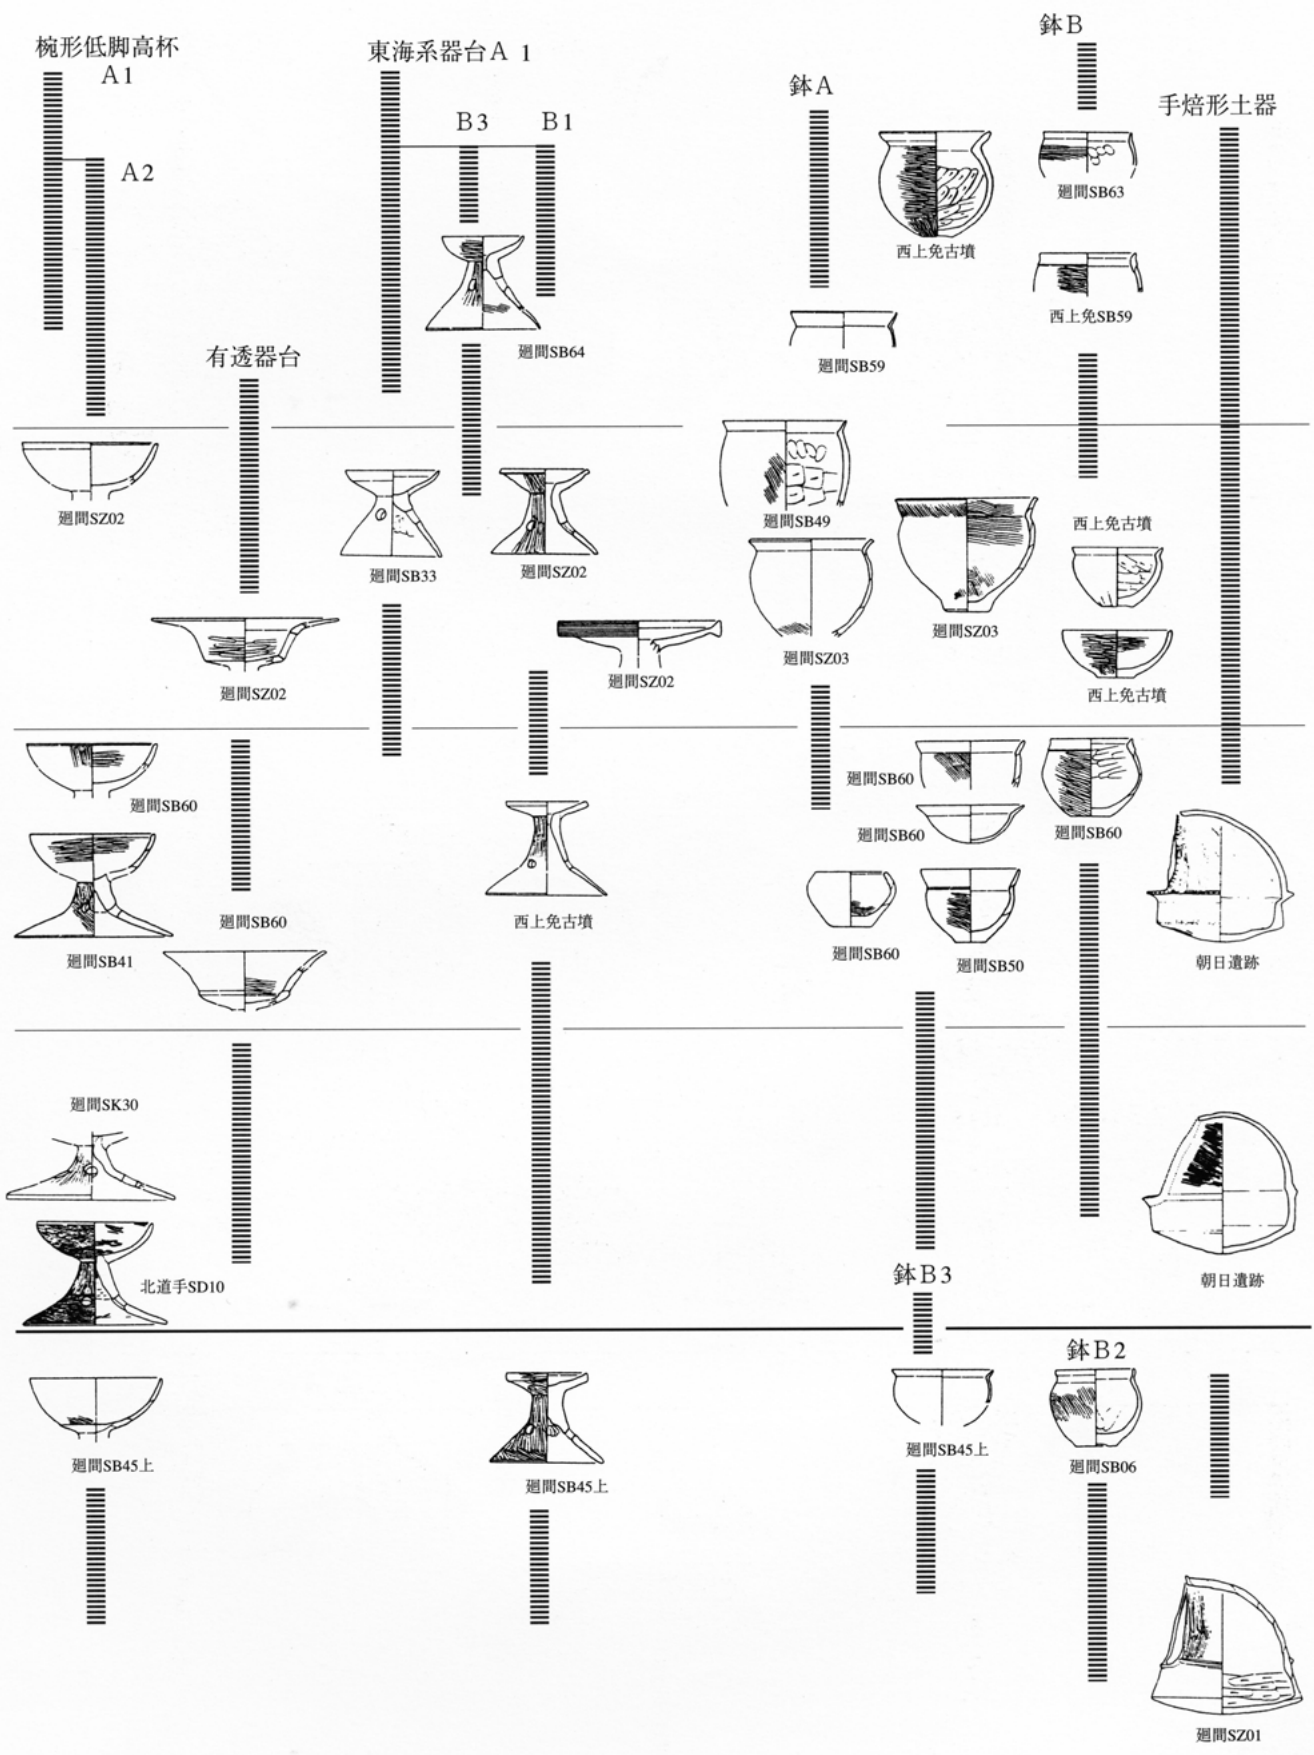 椀形低脚高杯
A1
A2
東海系器台A 1
B3
B1
鉢A
鉢B
手焙形土器
西上免古墳
廻間SB63
西上免SB59
廻間SB64
廻間SB59
有透器台
廻間SZ02
廻間SB33
廻間SZ02
廻間SB49
廻間SZ03
西上免古墳
廻間SZ02
廻間SZ02
廻間SZ03
西上免古墳
廻間SB60
廻間SB60
廻間SB60
廻間SB60
廻間SB41
廻間SB60
西上免古墳
廻間SB60
廻間SB50
朝日遺跡
廻間SK30
北道手SD10
鉢B3
朝日遺跡
鉢B2
廻間SB45上
廻間SB45上
廻間SB45上
廻間SB06
廻間SZ01